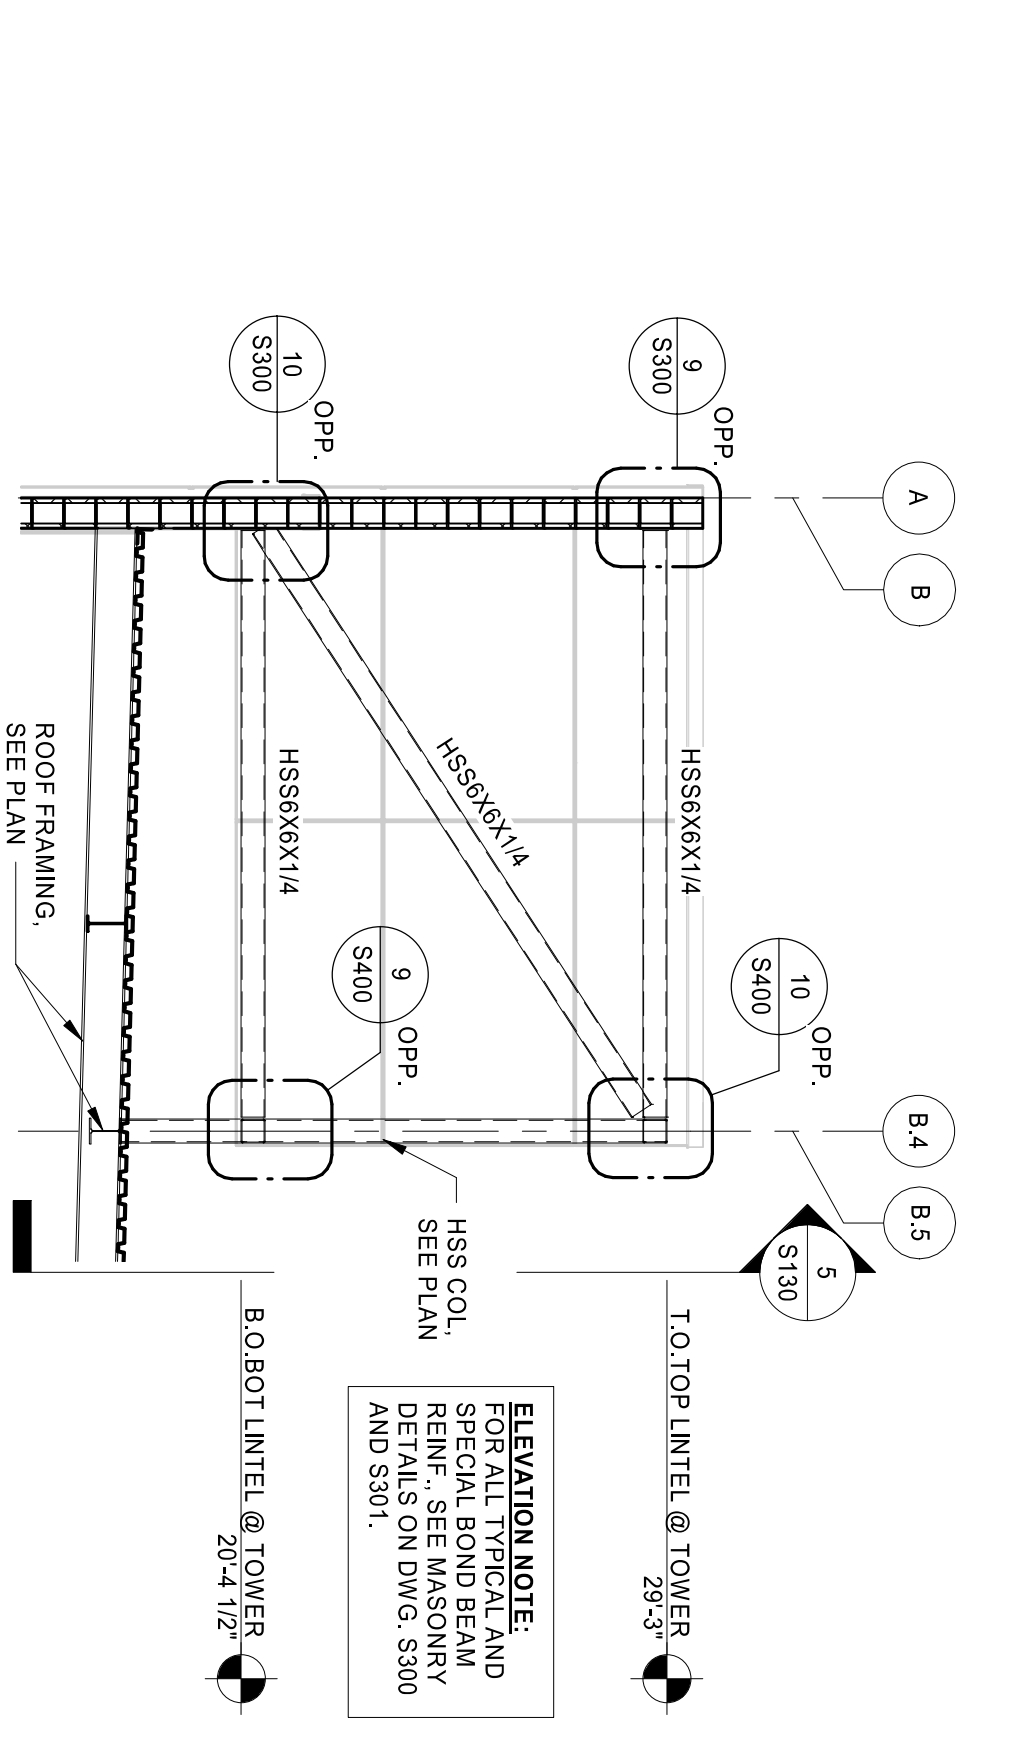 A
B
B.4
B.5
5
S130
9
S300
OPP.
10
S400
OPP.
HSS6X6X1/4
T.O.TOP LINTEL @ TOWER
29'-3"
HSS6X6X1/4
ELEVATION NOTE:
FOR ALL TYPICAL AND
SPECIAL BOND BEAM
REINF., SEE MASONRY
DETAILS ON DWG. S300
AND S301.
HSS COL,
SEE PLAN
10
S300
OPP.
9
S400
OPP.
HSS6X6X1/4
B.O.BOT LINTEL @ TOWER
20'-4 1/2"
ROOF FRAMING,
SEE PLAN